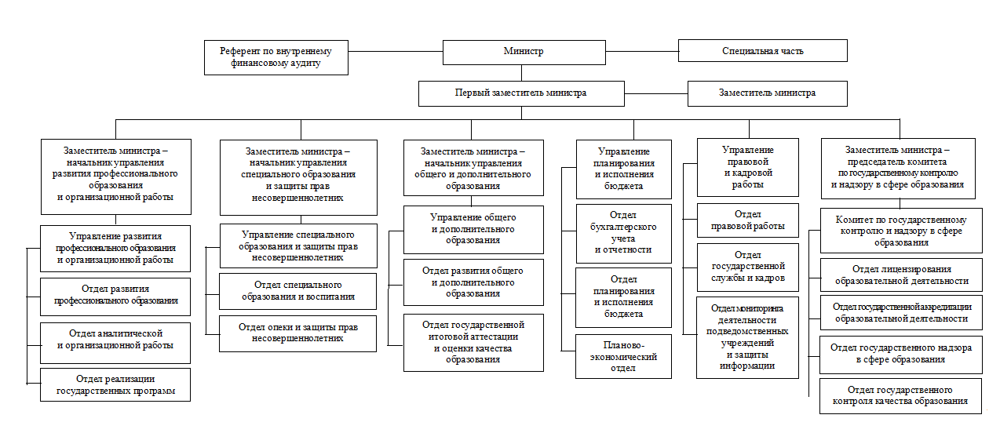 Референт по внутреннему
финансовому аудиту
Министр
Специальная часть
Первый заместитель министра
Заместитель министра
Заместитель министра –
начальник управления
развития профессионального
образования
и организационной работы
Управление развития
профессионального образования
и организационной работы
Отдел развития
профессионального образования
Отдел аналитической
и организационной работы
Отдел реализации
государственных программ
Заместитель министра –
начальник управления
специального образования
и защиты прав
несовершеннолетних
Управление специального
образования и защиты прав
несовершеннолетних
Отдел специального
образования и воспитания
Отдел опеки и защиты прав
несовершеннолетних
Заместитель министра –
начальник управления
общего и дополнительного
образования
Управление общего
и дополнительного
образования
Отдел развития общего
и дополнительного
образования
Отдел государственной
итоговой аттестации
и оценки качества
образования
Управление
планирования
и исполнения
бюджета
Отдел
бухгалтерского
учета
и отчетности
Отдел
планирования
и исполнения
бюджета
Планово-
экономический
отдел
Управление
правовой
и кадровой
работы
Отдел
правовой работы
Отдел
государственной
службы и кадров
Отдел мониторинга
деятельности
подведомственных
учреждений
и защиты
информации
Заместитель министра –
председатель комитета
по государственному контролю
и надзору в сфере образования
Комитет по государственному
контролю и надзору в сфере
образования
Отдел лицензирования
образовательной деятельности
Отдел государственной аккредитации
образовательной деятельности
Отдел государственного надзора
в сфере образования
Отдел государственного
контроля качества образования